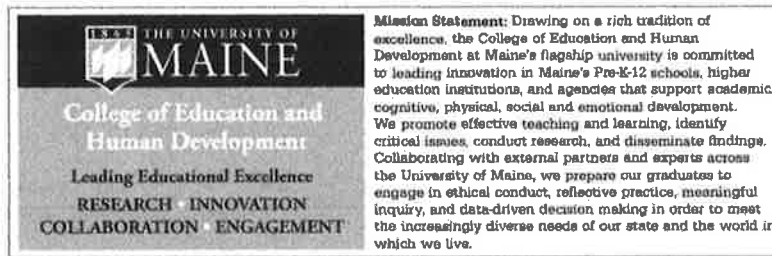 1865 THE UNIVERSITY OF
MAINE
College of Education and
Human Development
Leading Educational Excellence
RESEARCH INNOVATION
COLLABORATION ENGAGEMENT
Mission Statement: Drawing on a rich tradition of
excellence, the College of Education and Human
Development at Maine's flagship university is committed
to leading innovation in Maine's Pre-K-12 schools, higher
education institutions, and agencies that support academic,
cognitive, physical, social and emotional development.
We promote effective teaching and learning, identify
critical issues, conduct research, and disseminate findings.
Collaborating with external partners and experts across
the University of Maine, we prepare our graduates to
engage in ethical conduct, reflective practice, meaningful
inquiry, and data-driven decision making in order to meet
the increasingly diverse needs of our state and the world in
which we live.